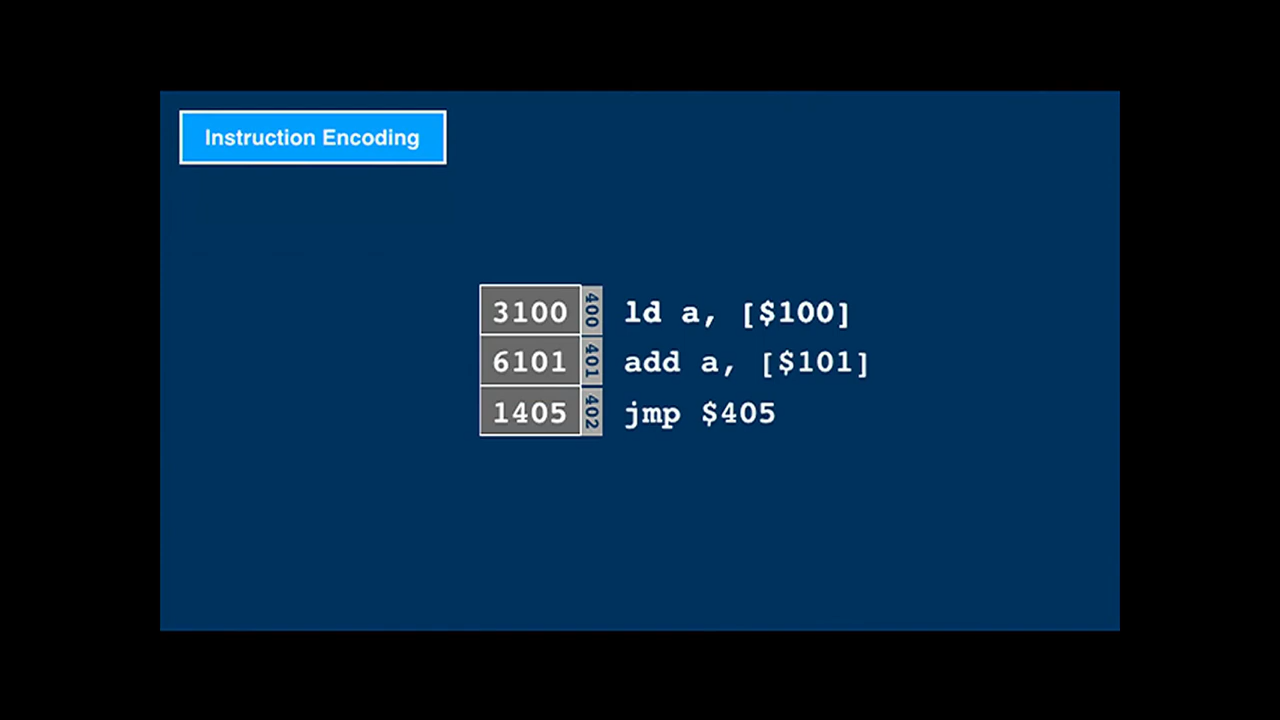 Instruction Encoding
3100 400 ld a, [$100]
6101 401 add a, [$101]
1405 402 jmp $405